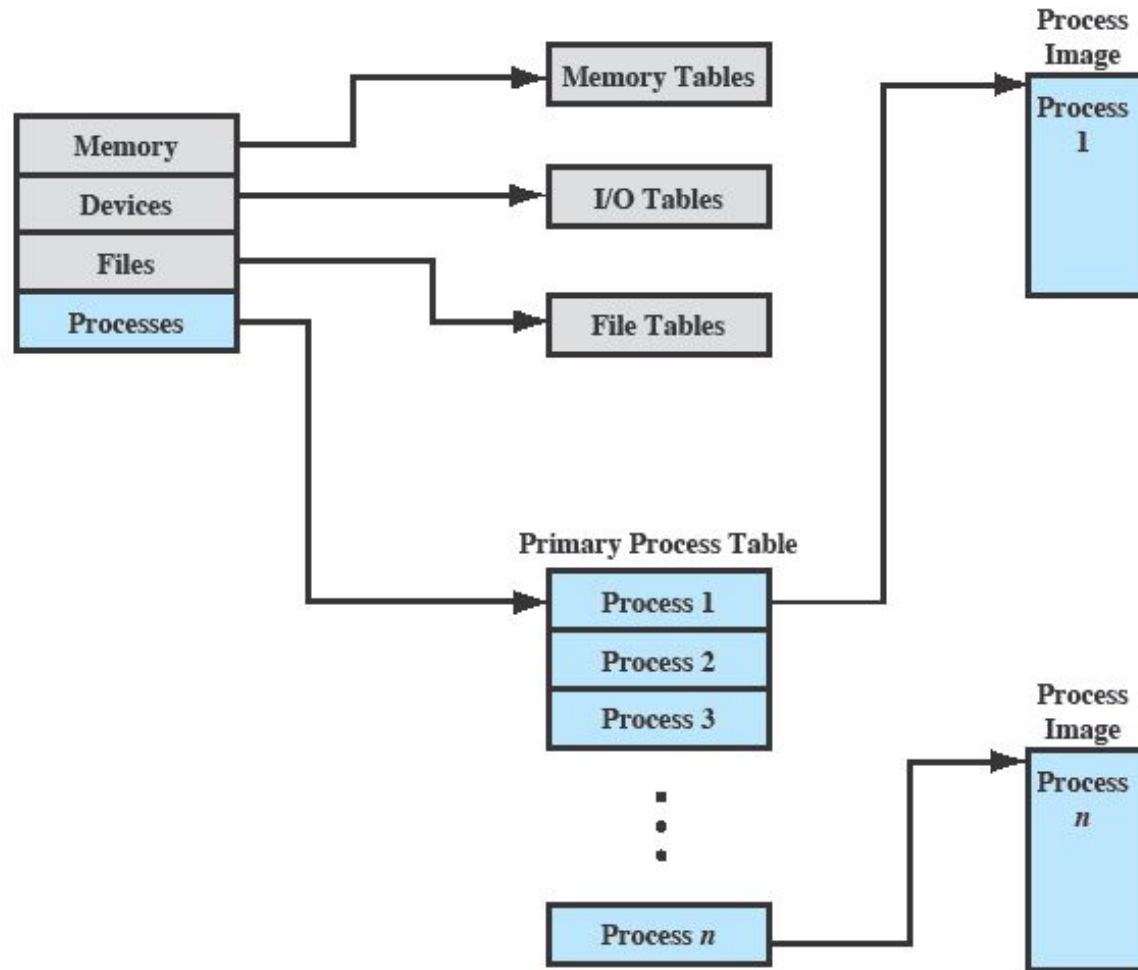 Memory
Devices
Files
Processes
Memory Tables
I/O Tables
File Tables
Primary Process Table
Process 1
Process 2
Process 3
Process n
Process
Image
Process
1
Process
Image
Process
n